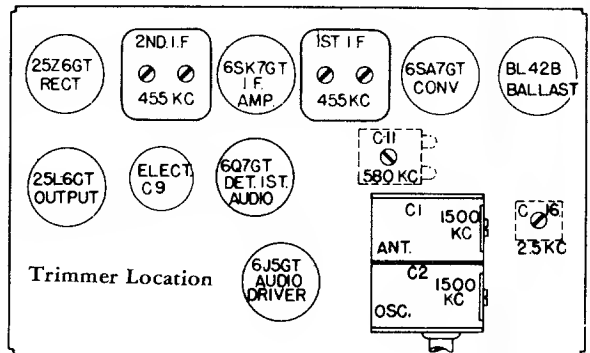 25Z6GT
RECT
2ND. I.F
455 KC
6SK7GT
I.F.
AMP.
1ST I F
455 KC
6SA7GT
CONV
BL42B
BALLAST
25L6GT
OUTPUT
ELECT.
C9
6Q7GT
DET. 1ST.
AUDIO
C-11
580 KC
C1
1500
KC
ANT.
C2
1500
KC
OSC.
C 16
2.5 KC
6J5GT
AUDIO
DRIVER
Trimmer Location